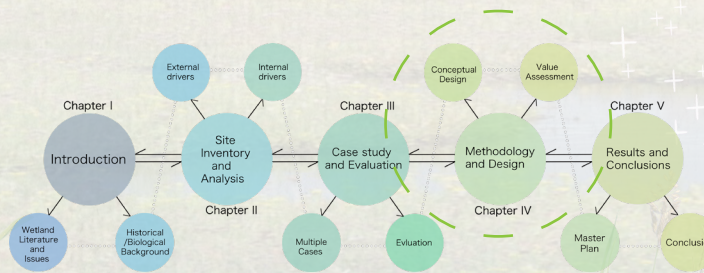 External
drivers
Internal
drivers
Conceptual
Design
Value
Assessment
Chapter I
Chapter III
Chapter V
Introduction
Site
Inventory
and
Analysis
Case study
and Evaluation
Methodology
and Design
Results and
Conclusions
Chapter II
Chapter IV
Wetland
Literature
and
Issues
Historical
/Biological
Background
Multiple
Cases
Evluation
Master
Plan
Conclusi